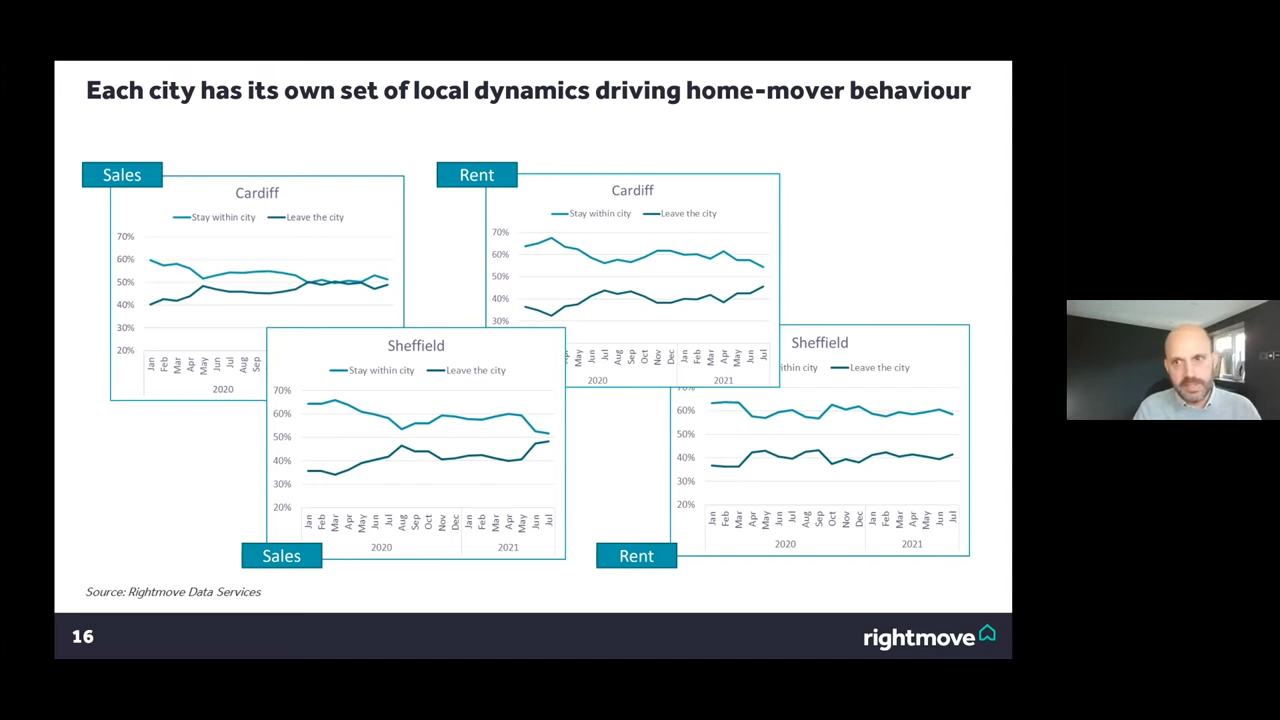 Each city has its own set of local dynamics driving home-mover behaviour
Sales
Cardiff
Stay within city Leave the city
70%
60%
50%
40%
30%
20%
Jan Feb Mar Apr May Jun Jul Aug Sep
2020
Rent
Cardiff
Stay within city Leave the city
70%
60%
50%
40%
30%
May Jun Jul Aug Sep Oct Nov Dec Jan Feb Mar Apr May Jun Jul
2020 2021
Sheffield
Stay within city Leave the city
70%
60%
50%
40%
30%
20%
Jan Feb Mar Apr May Jun Jul Aug Sep Oct Nov Dec Jan Feb Mar Apr May Jun Jul
2020 2021
Sales
Sheffield
city Leave the city
60%
50%
40%
30%
20%
Jan Feb Mar Apr May Jun Jul Aug Sep Oct Nov Dec Jan Feb Mar Apr May Jun Jul
2020 2021
Rent
Source: Rightmove Data Services
16
rightmove